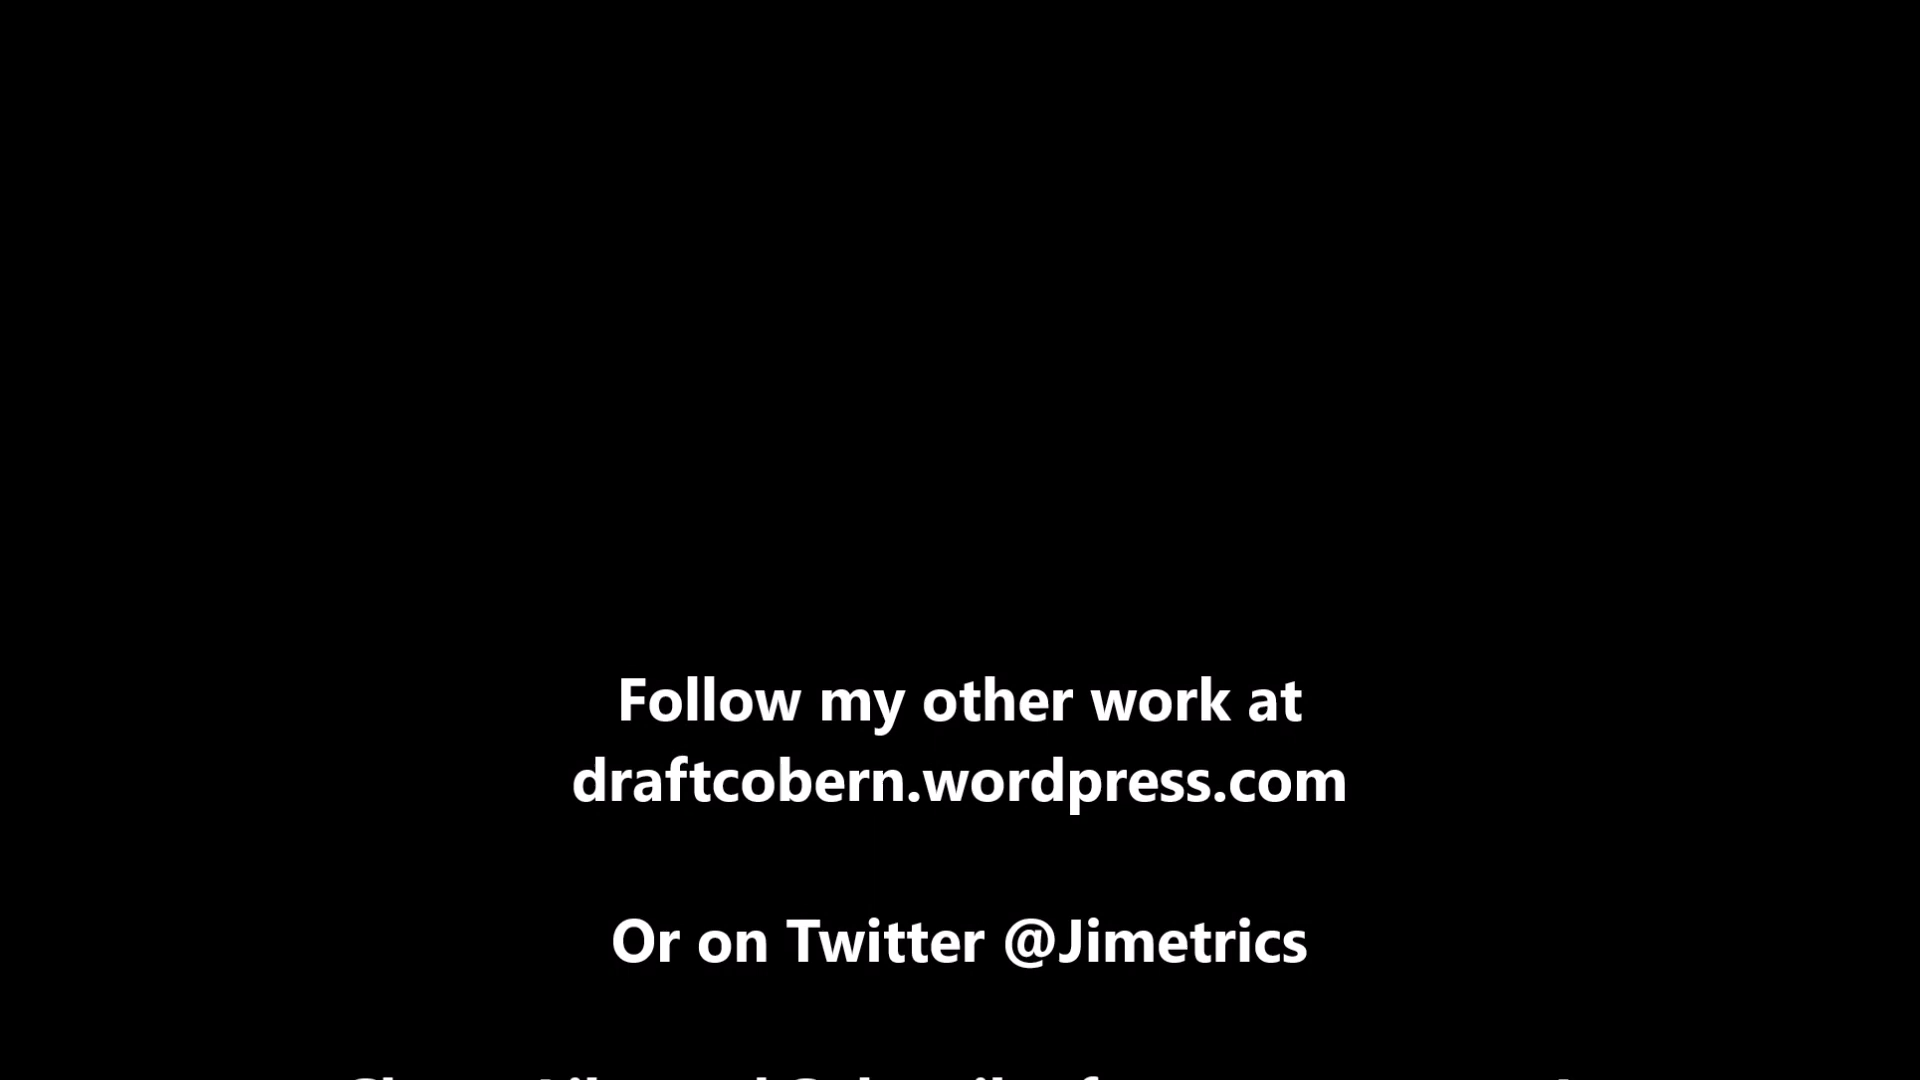 Follow my other work at
draftcobern.wordpress.com
Or on Twitter @Jimetrics